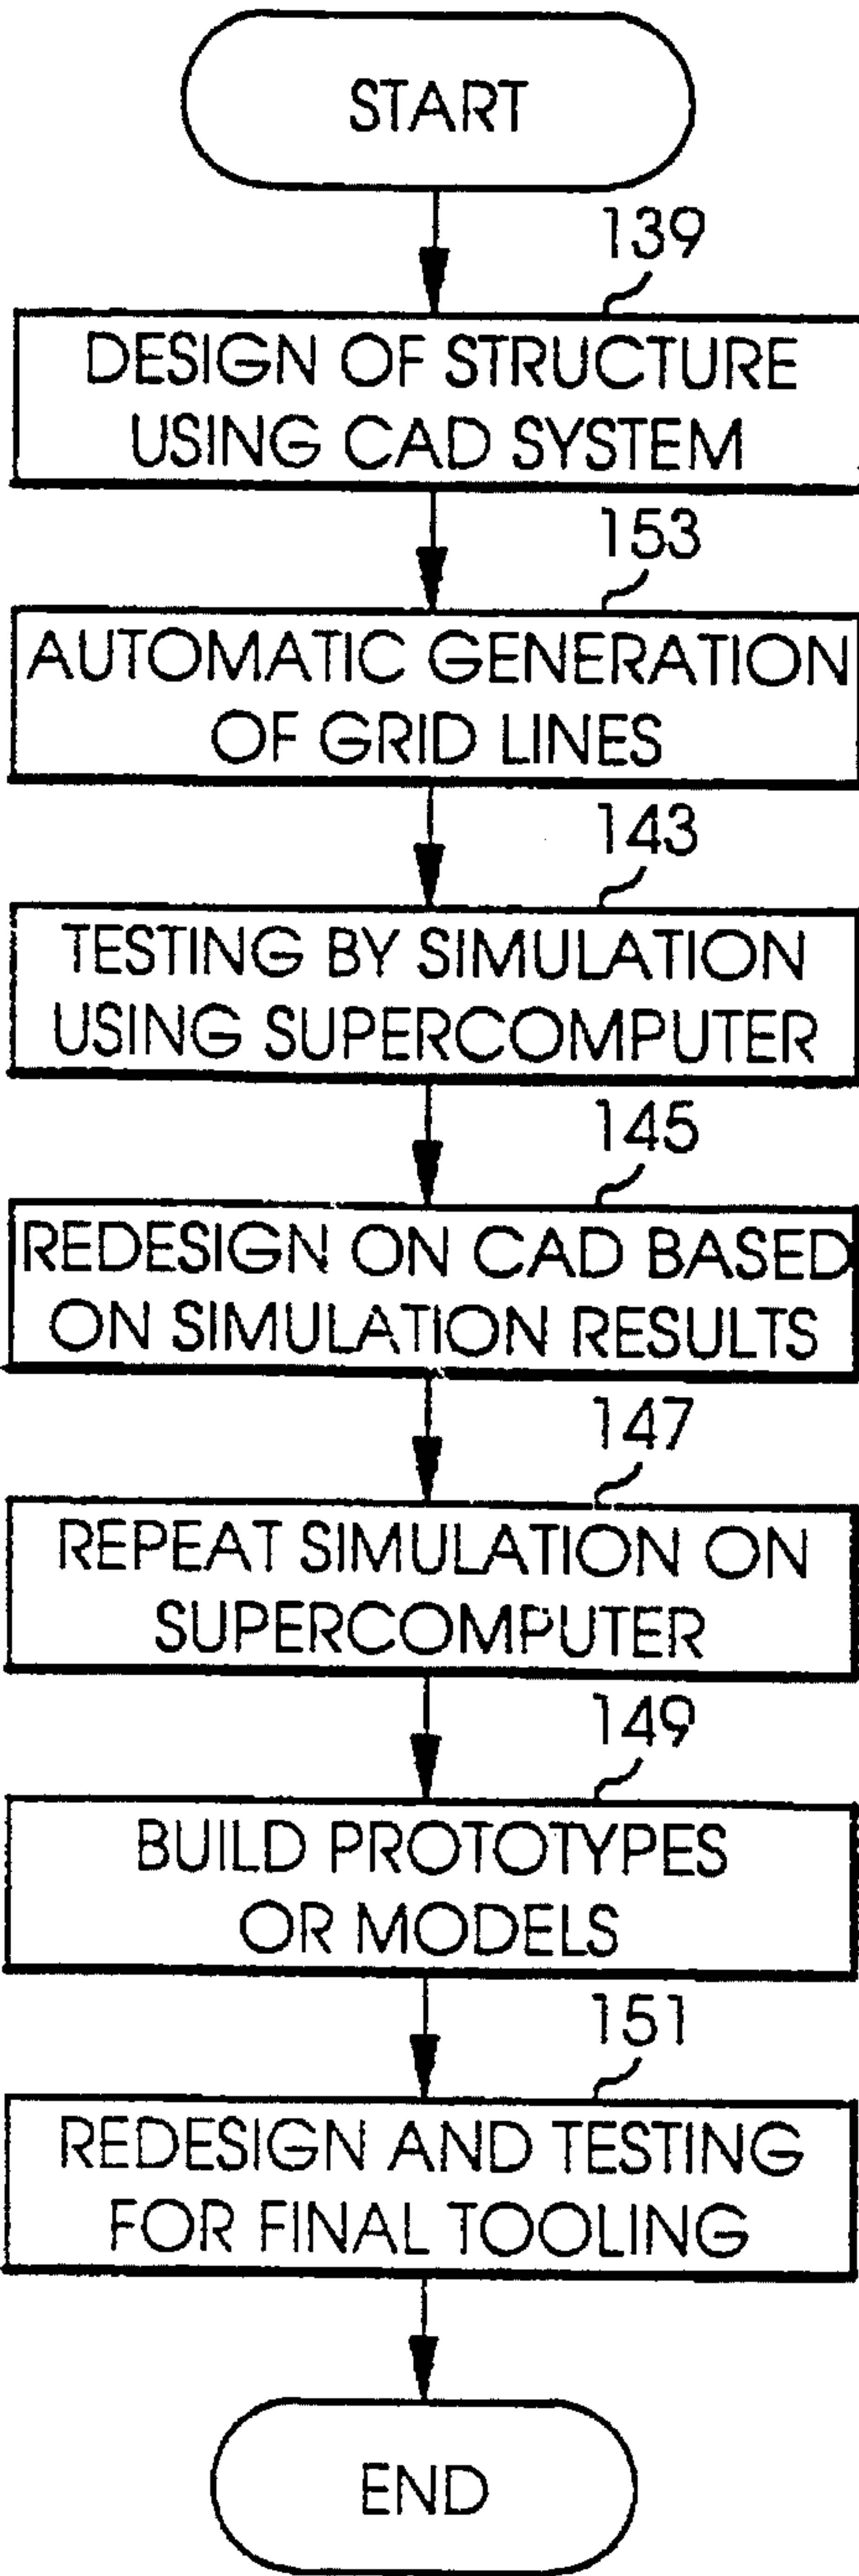 START
139
DESIGN OF STRUCTURE
USING CAD SYSTEM
153
AUTOMATIC GENERATION
OF GRID LINES
143
TESTING BY SIMULATION
USING SUPERCOMPUTER
145
REDESIGN ON CAD BASED
ON SIMULATION RESULTS
147
REPEAT SIMULATION ON
SUPERCOMPUTER
149
BUILD PROTOTYPES
OR MODELS
151
REDESIGN AND TESTING
FOR FINAL TOOLING
END